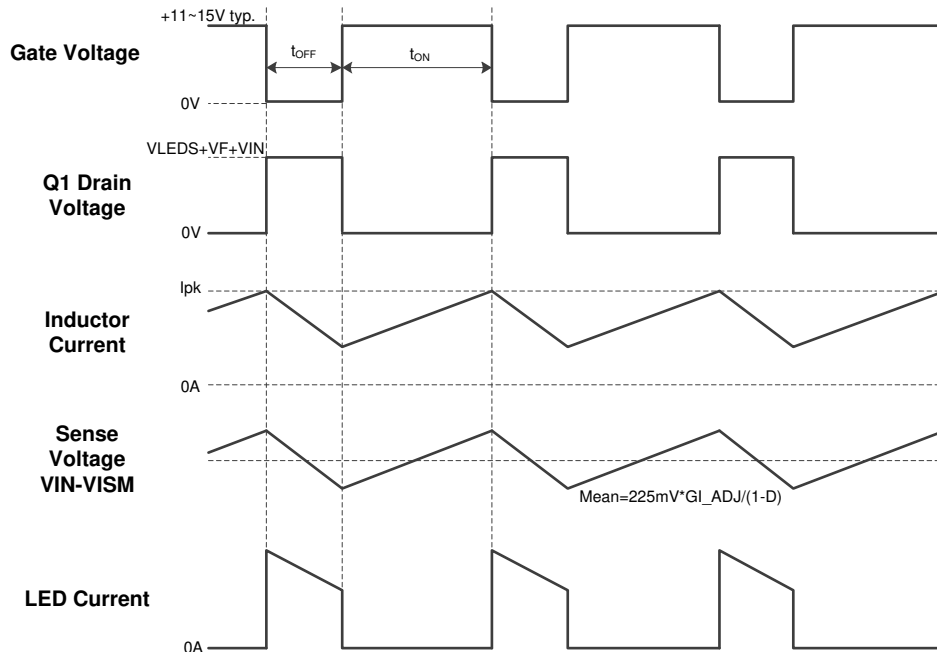 +11~15V typ.
Gate Voltage
tOFF
tON
0V
VLEDS+VF+VIN
Q1 Drain
Voltage
0V
Ipk
Inductor
Current
0A
Sense
Voltage
VIN-VISM
Mean=225mV*GI_ADJ/(1-D)
LED Current
0A